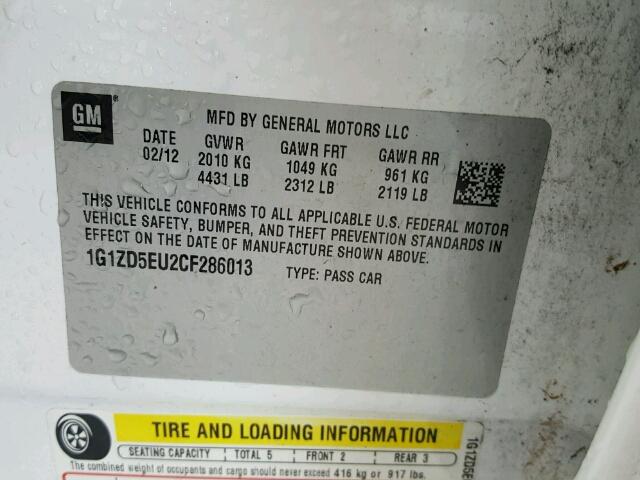 GM
MFD BY GENERAL MOTORS LLC
DATE GVWR GAWR FRT GAWR RR
02/12 2010 KG 1049 KG 961 KG
4431 LB 2312 LB 2119 LB
THIS VEHICLE CONFORMS TO ALL APPLICABLE U.S. FEDERAL MOTOR
VEHICLE SAFETY, BUMPER, AND THEFT PREVENTION STANDARDS IN
EFFECT ON THE DATE OF MANUFACTURE SHOWN ABOVE.
1G1ZD5EU2CF286013 TYPE: PASS CAR
TIRE AND LOADING INFORMATION
SEATING CAPACITY TOTAL 5 FRONT 2 REAR 3
The combined weight of occupants and cargo should never exceed 416 kg or 917 lbs.
1G1ZD5E